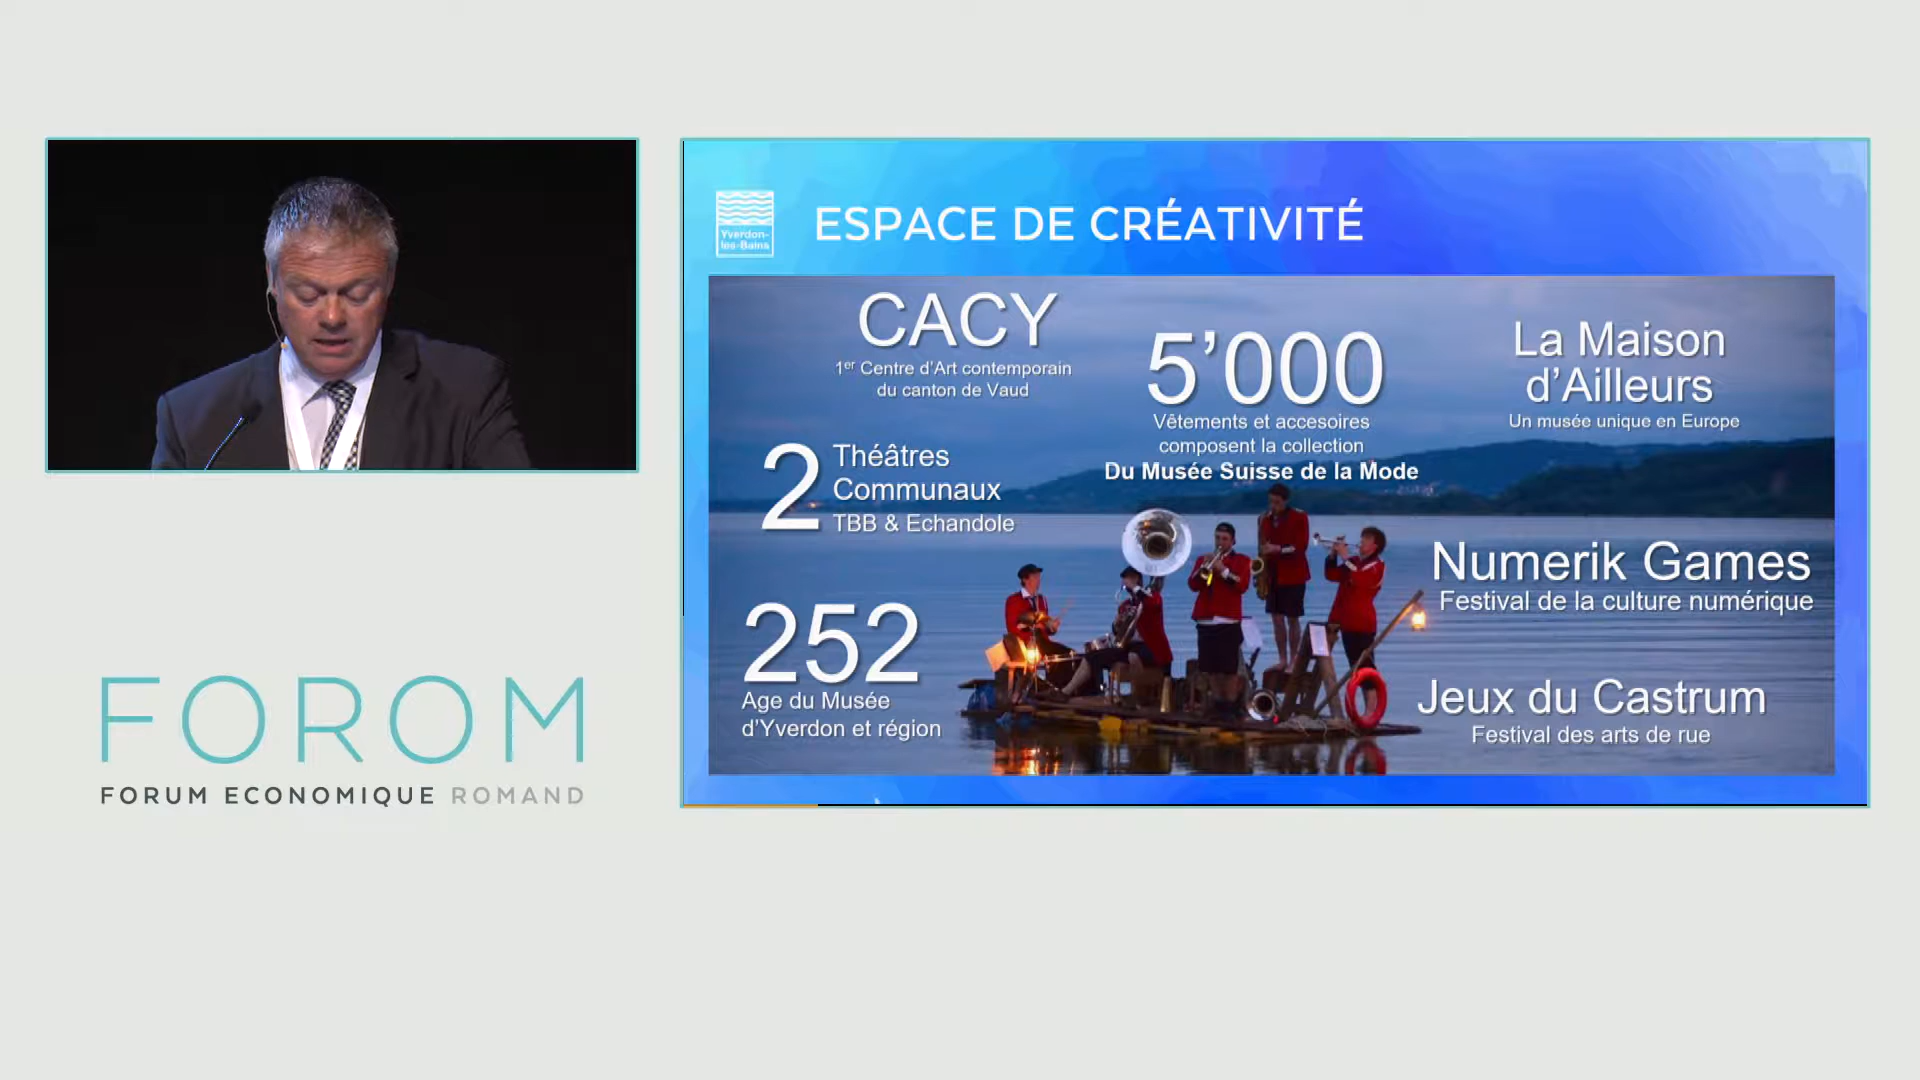 Yverdon-
les-Bains
ESPACE DE CRÉATIVITÉ
CACY
1er Centre d'Art contemporain
du canton de Vaud
5'000
Vêtements et accesoires
composent la collection
Du Musée Suisse de la Mode
La Maison
d'Ailleurs
Un musée unique en Europe
2 Théâtres
Communaux
TBB & Echandole
Numerik Games
Festival de la culture numérique
252
Age du Musée
d'Yverdon et région
Jeux du Castrum
Festival des arts de rue
FOROM
FORUM ECONOMIQUE ROMAND